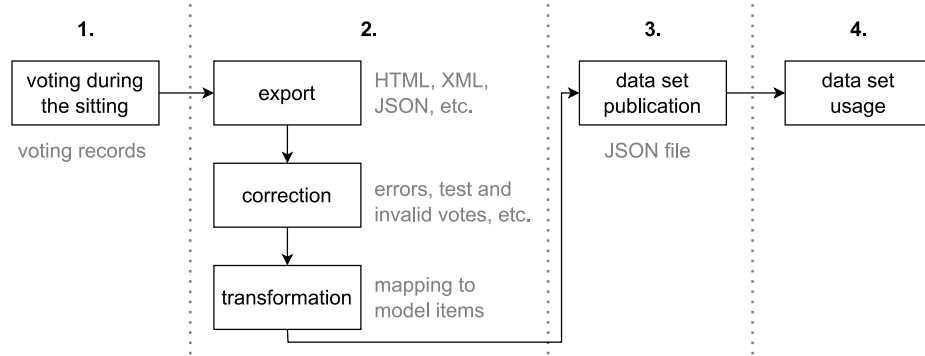 1.
2.
3.
4.
voting during
the sitting
voting records
export
HTML, XML,
JSON, etc.
correction
errors, test and
invalid votes, etc.
transformation
mapping to
model items
data set
publication
JSON file
data set
usage